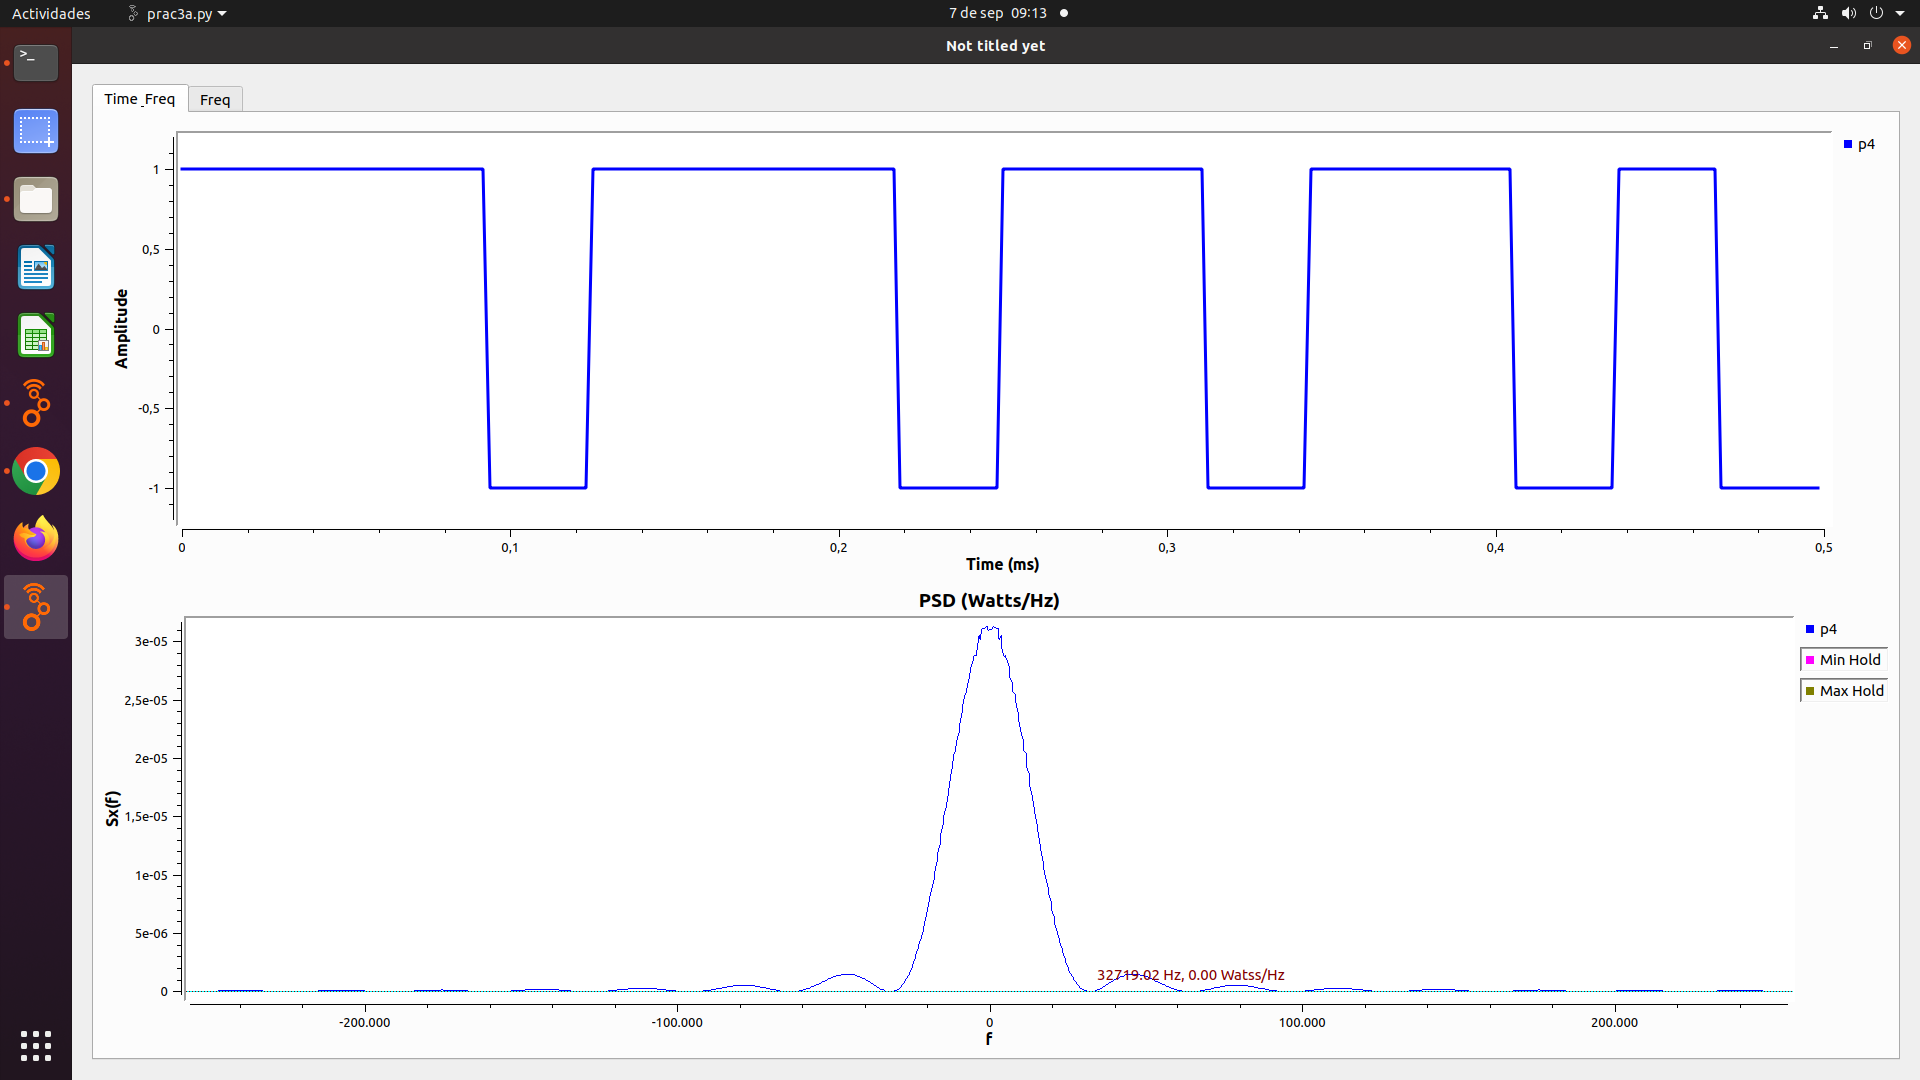 Actividades prac3a.py 7 de sep 09:13
Not titled yet
Time_Freq Freq
p4
1
0,5
0
-0,5
-1
Amplitude
0 0,1 0,2 0,3 0,4 0,5
Time (ms)
PSD (Watts/Hz)
p4
Min Hold
Max Hold
3e-05
2,5e-05
2e-05
1,5e-05
1e-05
5e-06
0
Sx(f)
32719.02 Hz, 0.00 Watss/Hz
-200.000 -100.000 0 100.000 200.000
f